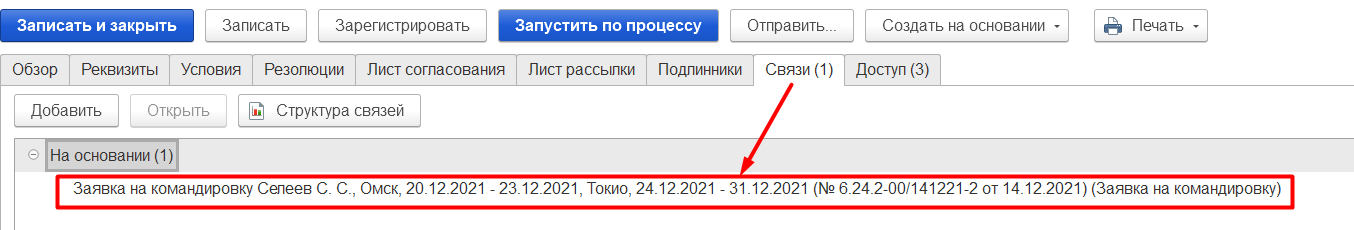 Записать и закрыть Записать Зарегистрировать Запустить по процессу Отправить... Создать на основании Печать
Обзор Реквизиты Условия Резолюции Лист согласования Лист рассылки Подлинники Связи (1) Доступ (3)
Добавить Открыть Структура связей
На основании (1)
Заявка на командировку Селеев С. С., Омск, 20.12.2021 - 23.12.2021, Токио, 24.12.2021 - 31.12.2021 (№ 6.24.2-00/141221-2 от 14.12.2021) (Заявка на командировку)